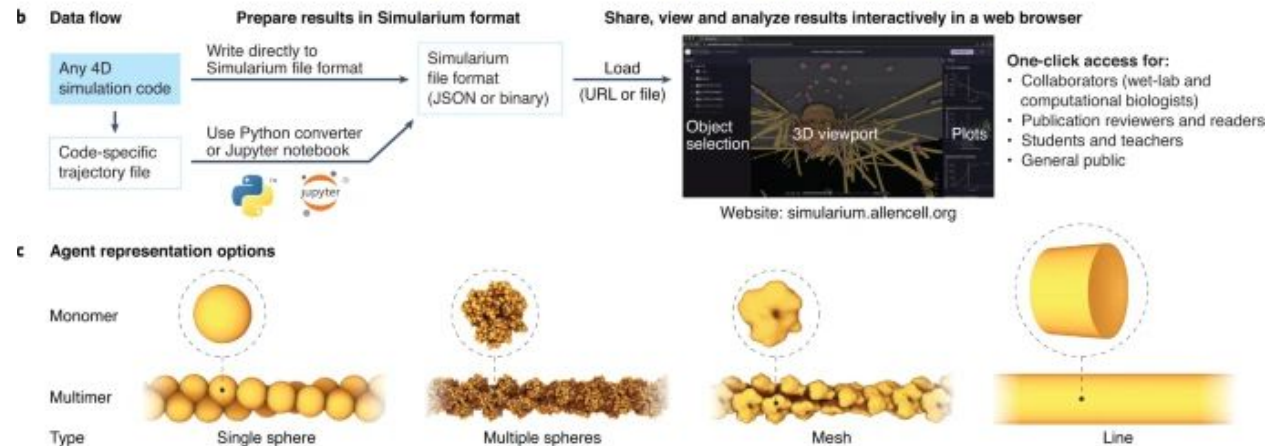 b Data flow
Prepare results in Simularium format
Share, view and analyze results interactively in a web browser
Any 4D
simulation code
Write directly to
Simularium file format
Simularium
file format
(JSON or binary)
Load
(URL or file)
Code-specific
trajectory file
Use Python converter
or Jupyter notebook
jupyter
Object
selection
3D viewport
Plots
Website: simularium.allencell.org
One-click access for:
• Collaborators (wet-lab and
computational biologists)
• Publication reviewers and readers
• Students and teachers
• General public
c Agent representation options
Monomer
Multimer
Type
Single sphere
Multiple spheres
Mesh
Line